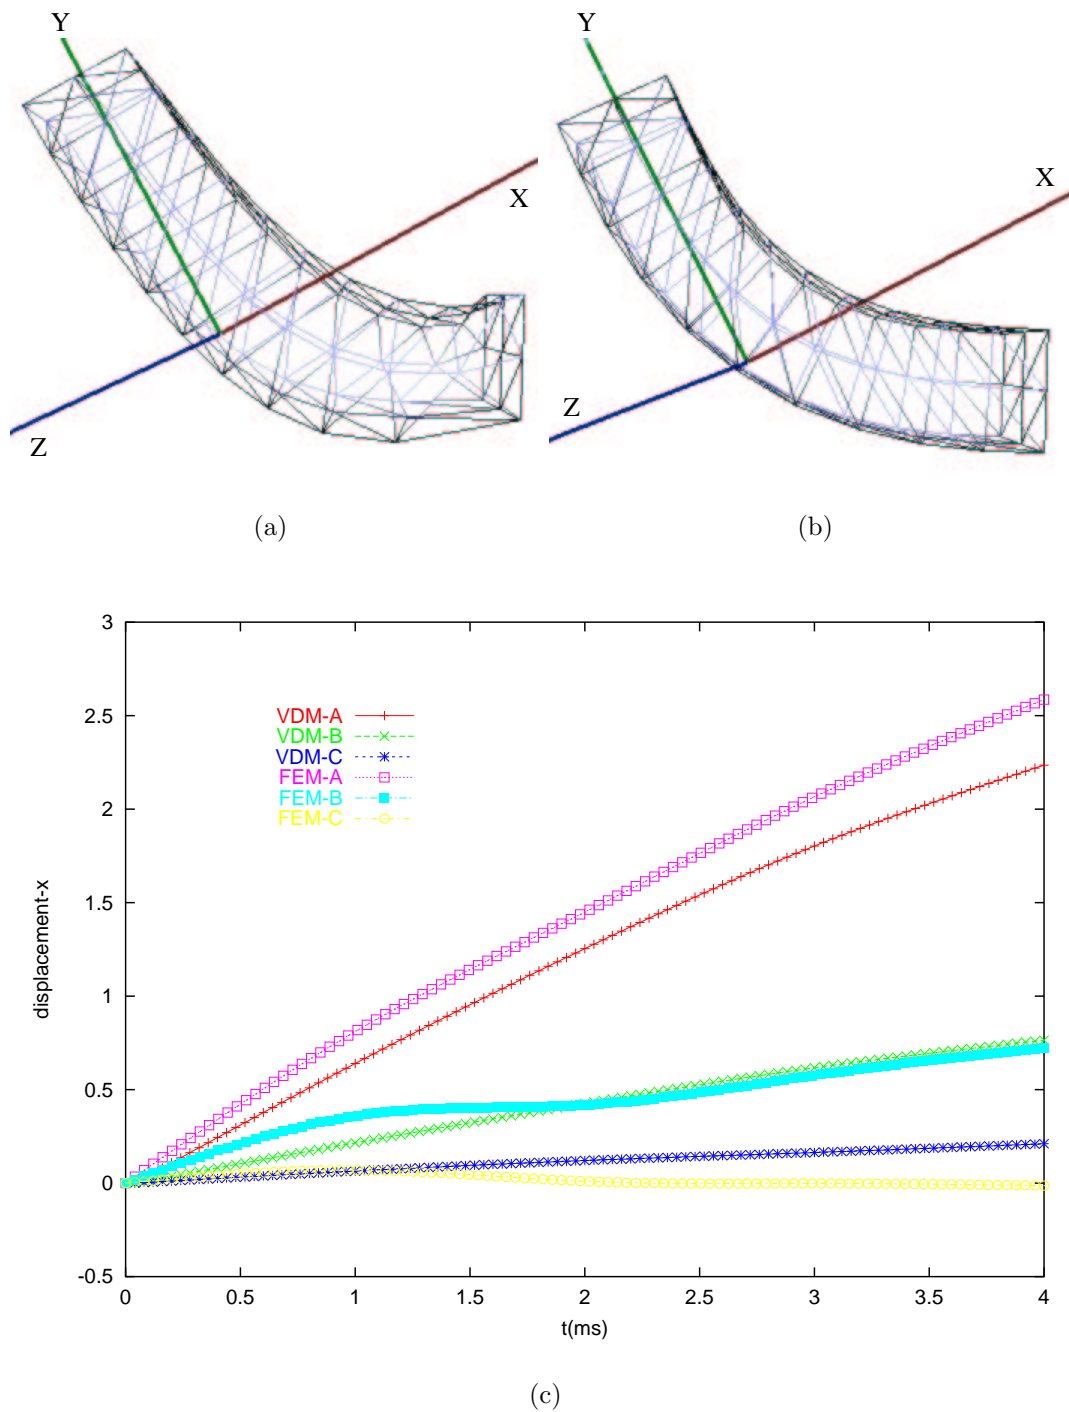 Y
Y
X
X
Z
Z
(a)
(b)
3
2.5
2
1.5
1
0.5
0
-0.5
displacement-x
VDM-A
VDM-B
VDM-C
FEM-A
FEM-B
FEM-C
0 0.5 1 1.5 2 2.5 3 3.5 4
t(ms)
(c)